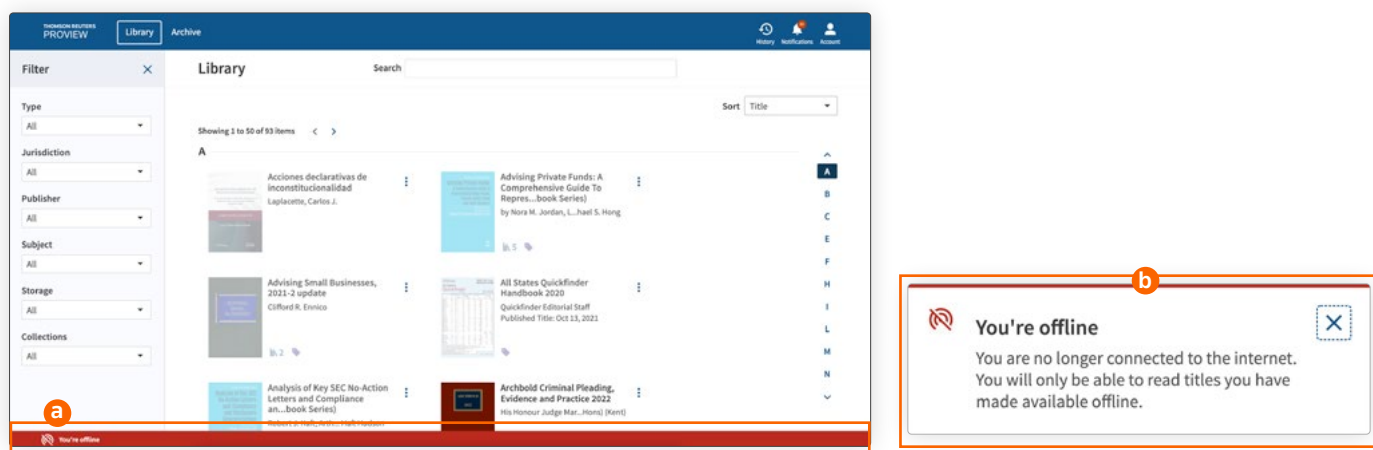 THOMSON REUTERS
PROVIEW
Library
Archive
History
Notifications
Account
Filter
Library
Search
Type
All
Sort
Title
Showing 1 to 50 of 93 items
Jurisdiction
All
A
Publisher
All
Subject
All
Storage
All
Collections
All
Acciones declarativas de
inconstitucionalidad
Laplacette, Carlos J.
Advising Private Funds: A
Comprehensive Guide To
Repres...book Series)
by Nora M. Jordan, L...hael S. Hong
5
Advising Small Businesses,
2021-2 update
Clifford R. Ennico
2
All States Quickfinder
Handbook 2020
Quickfinder Editorial Staff
Published Title: Oct 13, 2021
Analysis of Key SEC No-Action
Letters and Compliance
an...book Series)
Archbold Criminal Pleading,
Evidence and Practice 2022
His Honour Judge Mar...Hons) (Kent)
A
B
C
E
F
H
I
L
M
N
a
You're offline
b
You're offline
You are no longer connected to the internet.
You will only be able to read titles you have
made available offline.